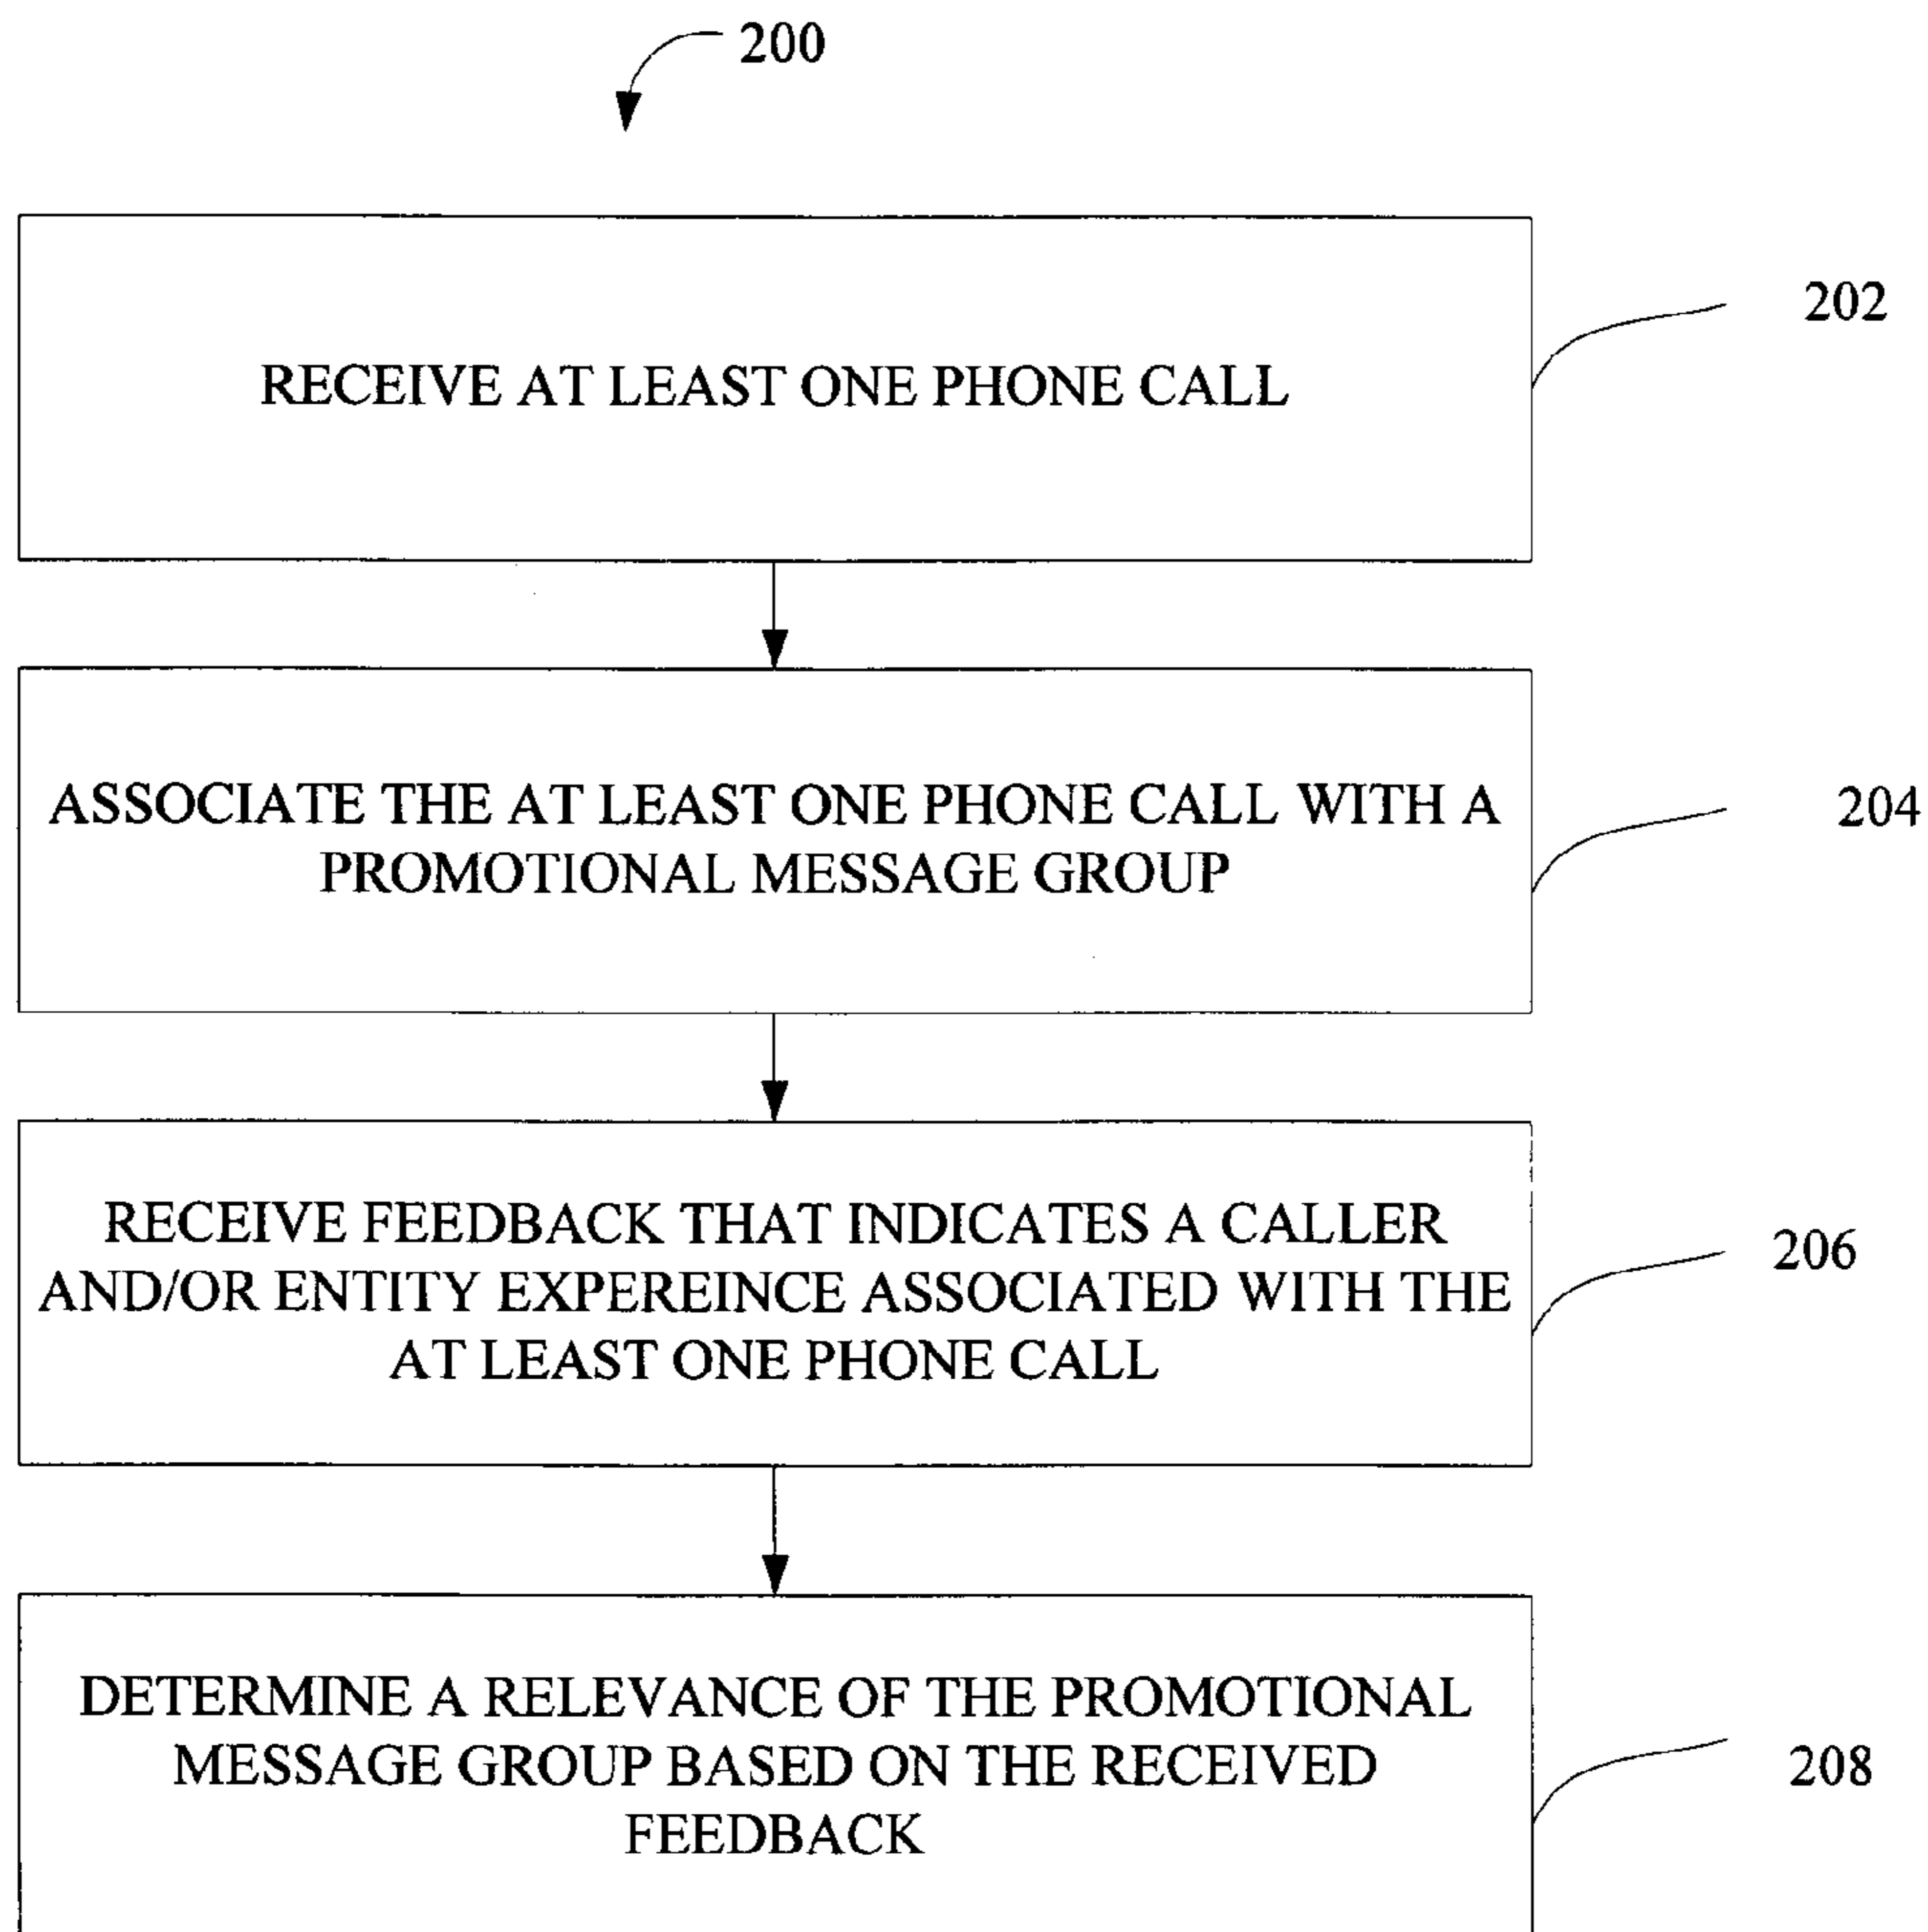 200
RECEIVE AT LEAST ONE PHONE CALL
202
ASSOCIATE THE AT LEAST ONE PHONE CALL WITH A
PROMOTIONAL MESSAGE GROUP
204
RECEIVE FEEDBACK THAT INDICATES A CALLER
AND/OR ENTITY EXPEREINCE ASSOCIATED WITH THE
AT LEAST ONE PHONE CALL
206
DETERMINE A RELEVANCE OF THE PROMOTIONAL
MESSAGE GROUP BASED ON THE RECEIVED
FEEDBACK
208